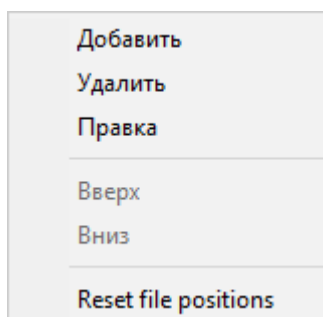 Добавить
Удалить
Правка
Вверх
Вниз
Reset file positions